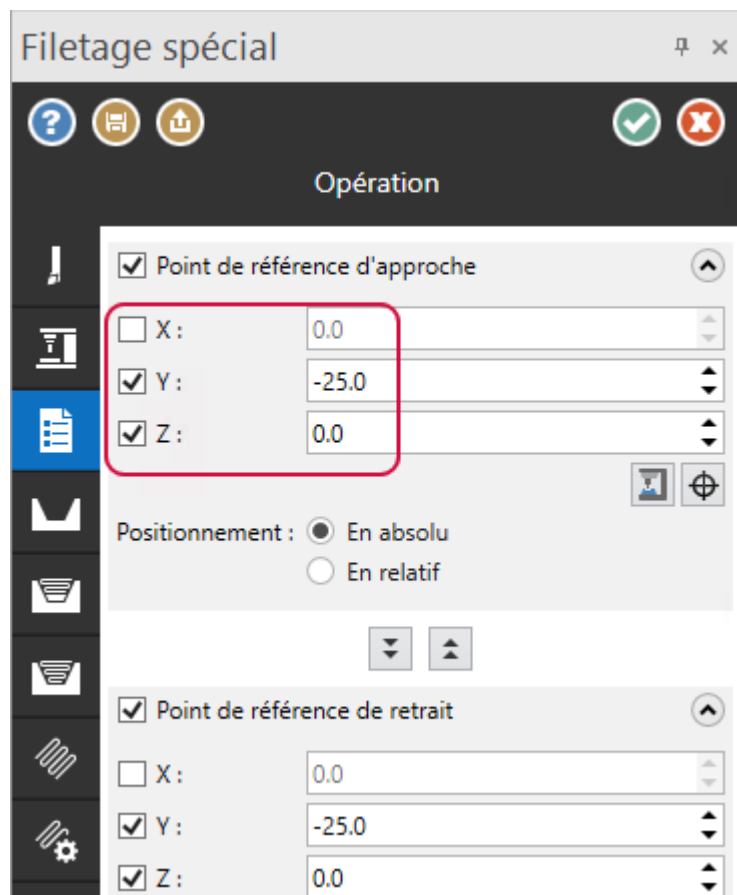 Filetage spécial
Opération
Point de référence d'approche
X : 0.0
Y : -25.0
Z : 0.0
Positionnement : En absolu
En relatif
Point de référence de retrait
X : 0.0
Y : -25.0
Z : 0.0